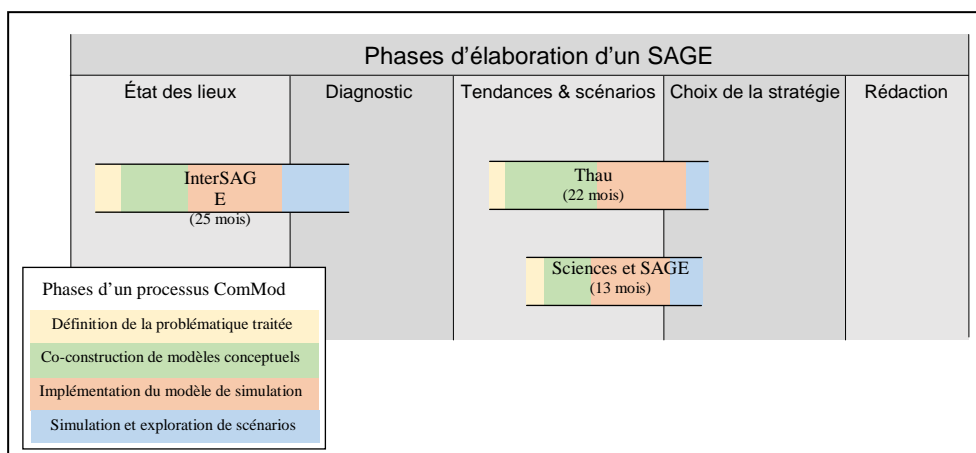 Phases d'élaboration d'un SAGE
État des lieux
Diagnostic
Tendances & scénarios
Choix de la stratégie
Rédaction
InterSAG
E
(25 mois)
Thau
(22 mois)
Sciences et SAGE
(13 mois)
Phases d'un processus ComMod
Définition de la problématique traitée
Co-construction de modèles conceptuels
Implémentation du modèle de simulation
Simulation et exploration de scénarios